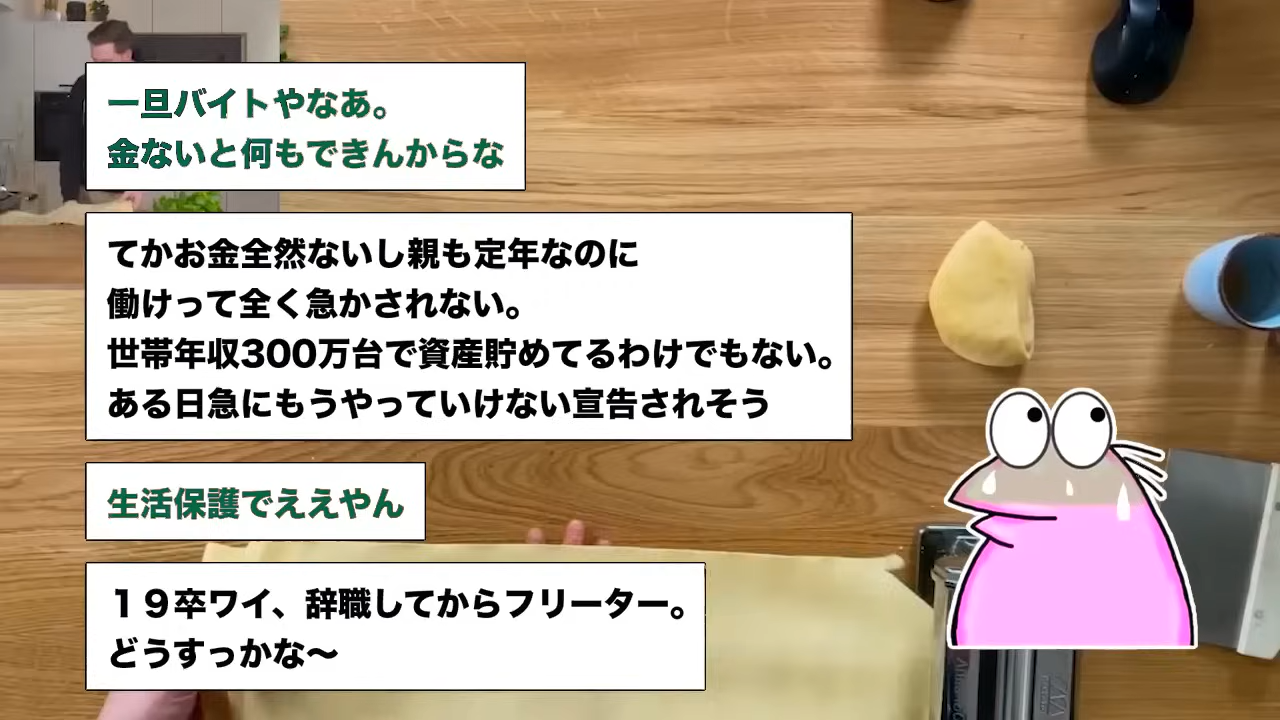 一旦バイトやなあ。
金ないと何もできんからな
てかお金全然ないし親も定年なのに
働けって全く急かされない。
世帯年収300万台で資産貯めてるわけでもない。
ある日急にもうやっていけない宣告されそう
生活保護でええやん
１９卒ワイ、辞職してからフリーター。
どうすっかな〜